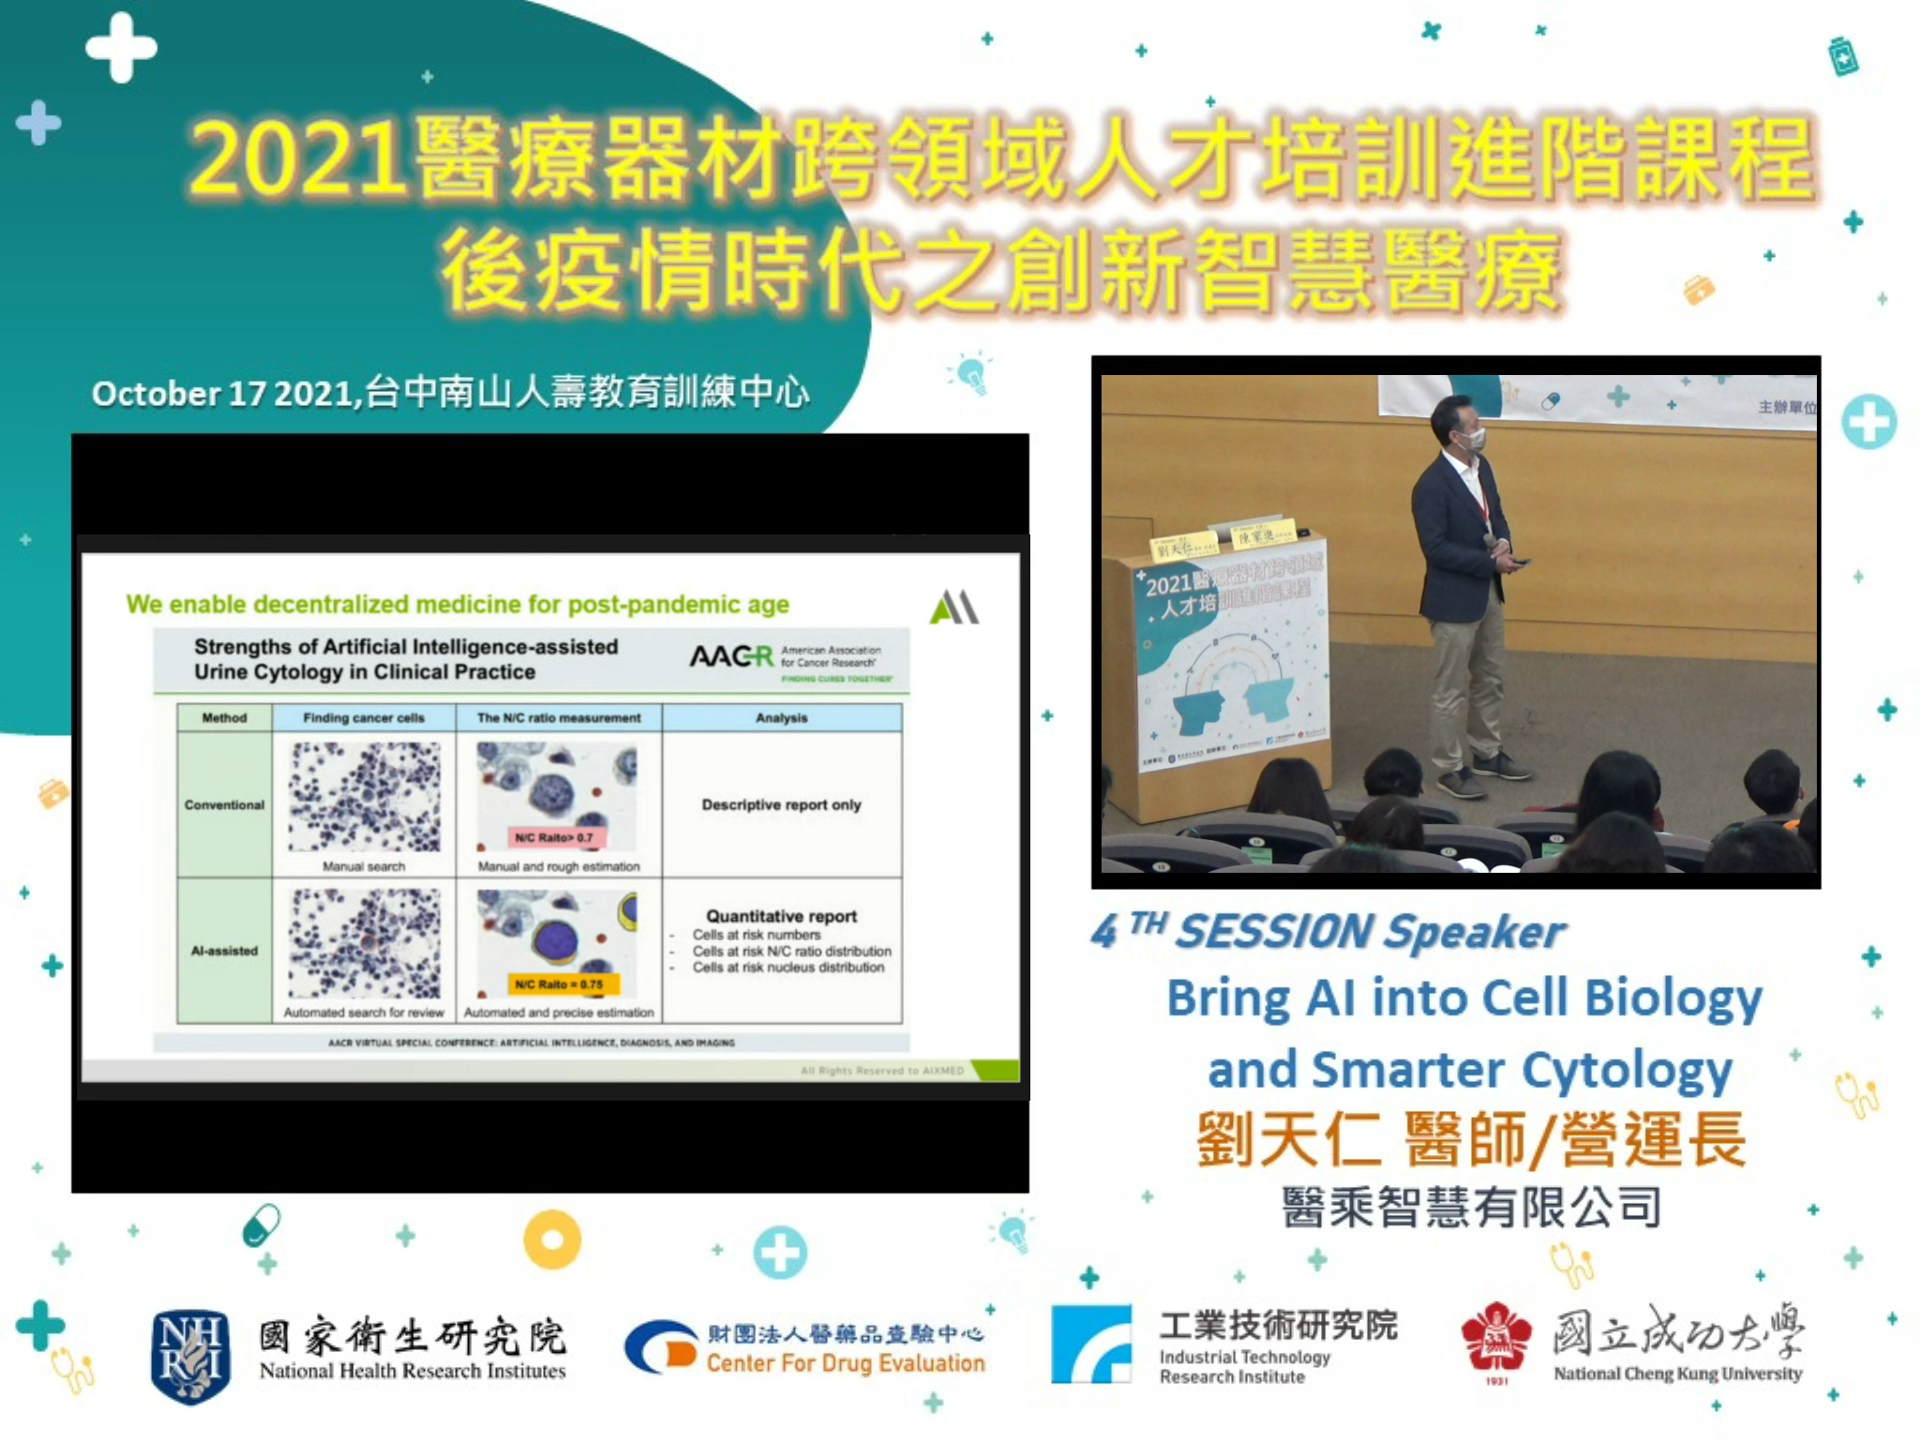 2021醫療器材跨領域人才培訓進階課程
後疫情時代之創新智慧醫療
October 17 2021,台中南山人壽教育訓練中心
We enable decentralized medicine for post-pandemic age
Strengths of Artificial Intelligence-assisted
Urine Cytology in Clinical Practice
AACR American Association
for Cancer Research
FINDING CURES TOGETHER
Method Finding cancer cells The N/C ratio measurement Analysis
Conventional
N/C Raito> 0.7
Manual search
Manual and rough estimation
Descriptive report only
AI-assisted
N/C Raito = 0.75
Automated search for review
Automated and precise estimation
Quantitative report
- Cells at risk numbers
- Cells at risk N/C ratio distribution
- Cells at risk nucleus distribution
AACR VIRTUAL SPECIAL CONFERENCE: ARTIFICIAL INTELLIGENCE, DIAGNOSIS, AND IMAGING
All Rights Reserved to AIXMED
主辦單位
劉天仁
2021醫療器材跨領域
人才培訓進階課程
4 TH SESSION Speaker
Bring AI into Cell Biology
and Smarter Cytology
劉天仁 醫師/營運長
醫乘智慧有限公司
NHRI
國家衛生研究院
National Health Research Institutes
財團法人醫藥品查驗中心
Center For Drug Evaluation
工業技術研究院
Industrial Technology
Research Institute
1931
國立成功大學
National Cheng Kung University